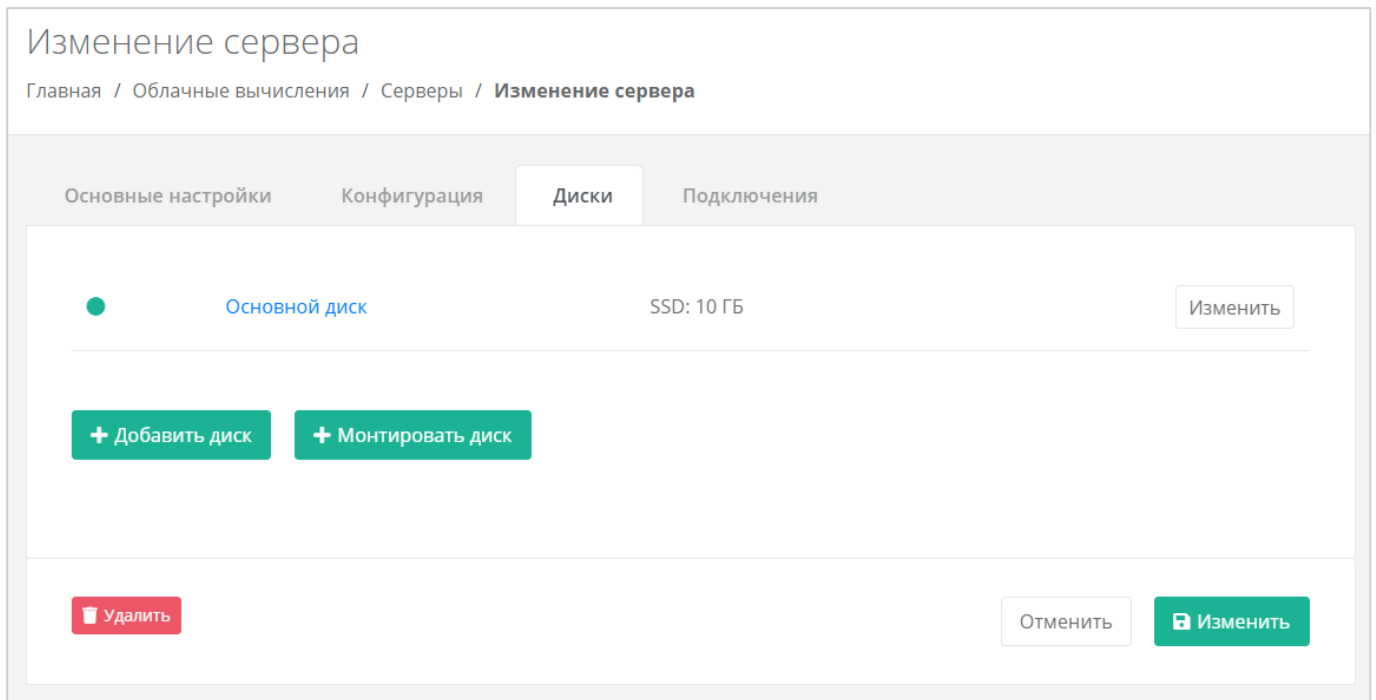 Изменение сервера
Главная / Облачные вычисления / Серверы / Изменение сервера
Основные настройки Конфигурация Диски Подключения
Основной диск SSD: 10 ГБ Изменить
Добавить диск Монтировать диск
Удалить Отменить Изменить